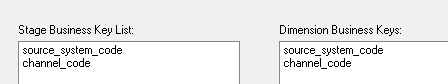 Stage Business Key List:
source_system_code
channel_code
Dimension Business Keys:
source_system_code
channel_code